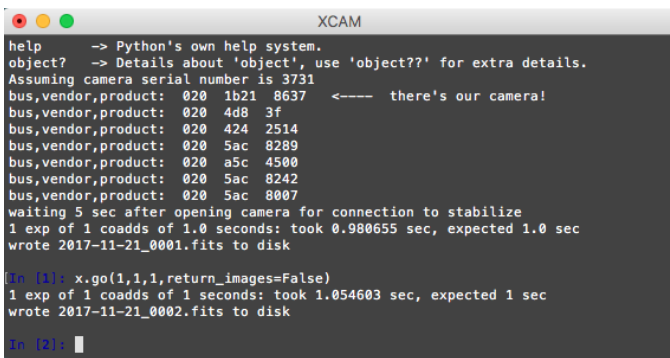 XCAM
help      -> Python's own help system.
object?   -> Details about 'object', use 'object??' for extra details.
Assuming camera serial number is 3731
bus,vendor,product:  020  1b21  8637   <----  there's our camera!
bus,vendor,product:  020  4d8  3f
bus,vendor,product:  020  424  2514
bus,vendor,product:  020  5ac  8289
bus,vendor,product:  020  a5c  4500
bus,vendor,product:  020  5ac  8242
bus,vendor,product:  020  5ac  8007
waiting 5 sec after opening camera for connection to stabilize
1 exp of 1 coadds of 1.0 seconds: took 0.980655 sec, expected 1.0 sec
wrote 2017-11-21_0001.fits to disk
In [1]: x.go(1,1,1,return_images=False)
1 exp of 1 coadds of 1 seconds: took 1.054603 sec, expected 1 sec
wrote 2017-11-21_0002.fits to disk
In [2]: